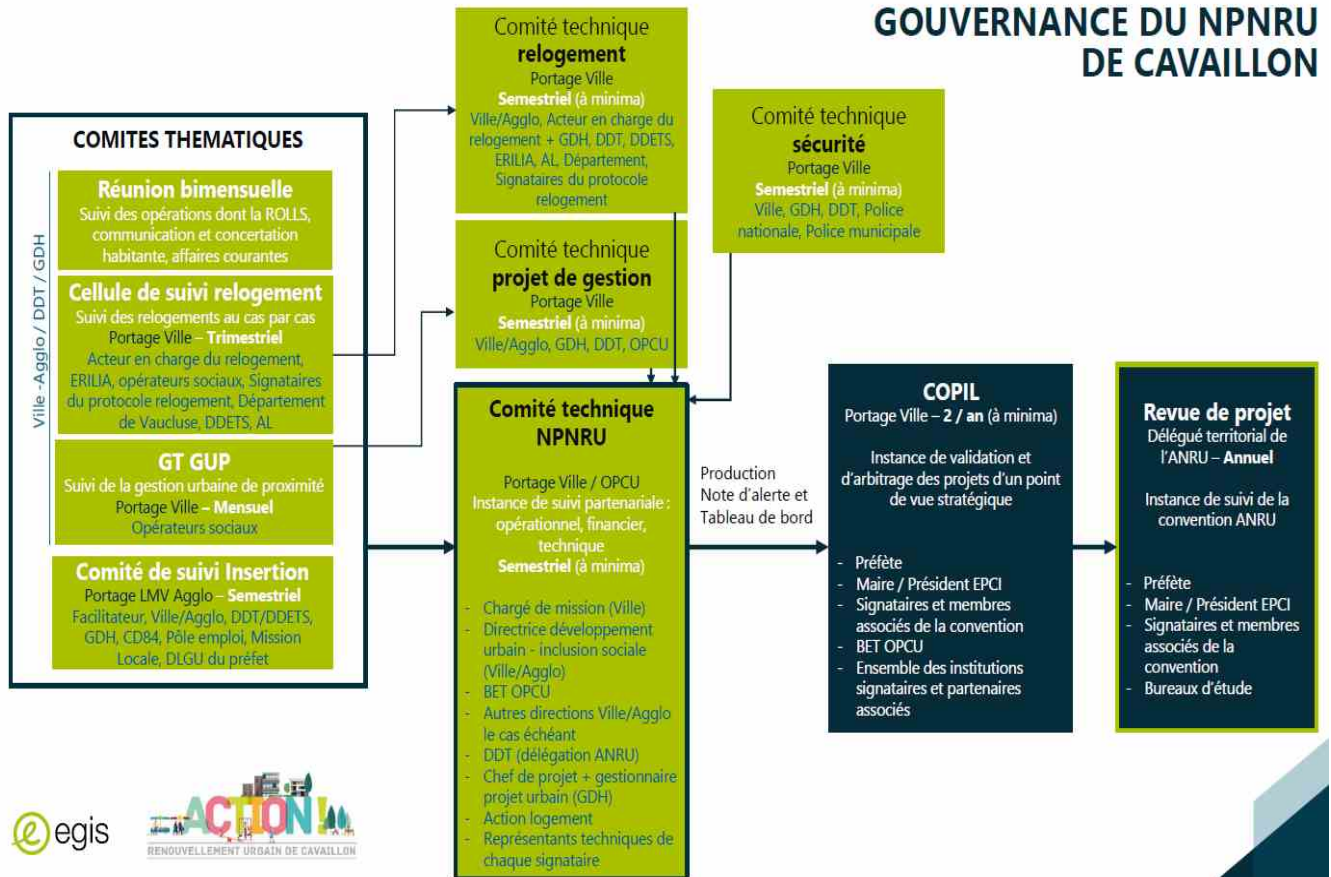 GOUVERNANCE DU NPNRU
DE CAVAILLON
COMITES THEMATIQUES
Ville -Agglo / DDT / GDH
Réunion bimensuelle
Suivi des opérations dont la ROLLS,
communication et concertation
habitante, affaires courantes
Cellule de suivi relogement
Suivi des relogements au cas par cas
Portage Ville – Trimestriel
Acteur en charge du relogement,
ERILIA, opérateurs sociaux, Signataires
du protocole relogement, Département
de Vaucluse, DDETS, AL
GT GUP
Suivi de la gestion urbaine de proximité
Portage Ville – Mensuel
Opérateurs sociaux
Comité de suivi Insertion
Portage LMV Agglo – Semestriel
Facilitateur, Ville/Agglo, DDT/DDETS,
GDH, CD84, Pôle emploi, Mission
Locale, DLGU du préfet
Comité technique
relogement
Portage Ville
Semestriel (à minima)
Ville/Agglo, Acteur en charge du
relogement + GDH, DDT, DDETS,
ERILIA, AL, Département,
Signataires du protocole
relogement
Comité technique
projet de gestion
Portage Ville
Semestriel (à minima)
Ville/Agglo, GDH, DDT, OPCU
Comité technique
sécurité
Portage Ville
Semestriel (à minima)
Ville, GDH, DDT, Police
nationale, Police municipale
Comité technique
NPNRU
Portage Ville / OPCU
Instance de suivi partenariale :
opérationnel, financier,
technique
Semestriel (à minima)
- Chargé de mission (Ville)
- Directrice développement
urbain - inclusion sociale
(Ville/Agglo)
- BET OPCU
- Autres directions Ville/Agglo
le cas échéant
- DDT (délégation ANRU)
- Chef de projet + gestionnaire
projet urbain (GDH)
- Action logement
- Représentants techniques de
chaque signataire
Production
Note d'alerte et
Tableau de bord
COPIL
Portage Ville – 2 / an (à minima)
Instance de validation et
d'arbitrage des projets d'un point
de vue stratégique
- Préfète
- Maire / Président EPCI
- Signataires et membres
associés de la convention
- BET OPCU
- Ensemble des institutions
signataires et partenaires
associés
Revue de projet
Délégué territorial de
l'ANRU – Annuel
Instance de suivi de la
convention ANRU
- Préfète
- Maire / Président EPCI
- Signataires et membres
associés de la
convention
- Bureaux d'étude
egis
ACTION !
RENOUVELLEMENT URBAIN DE CAVAILLON